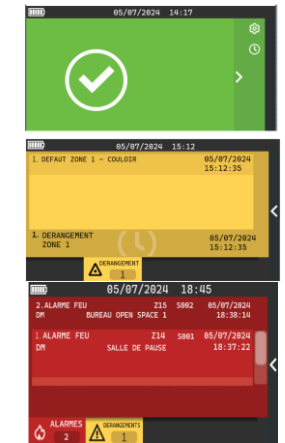 05/07/2024 14:17
05/07/2024 15:12
1. DEFAUT ZONE 1 - COULOIR 05/07/2024
15:12:35
1. DERANGEMENT 05/07/2024
ZONE 1 15:12:35
DERANGEMENT
1
05/07/2024 18:45
2.ALARME FEU Z15 S002 05/07/2024
DM BUREAU OPEN SPACE 1 18:38:14
1 ALARME FEU Z14 S001 05/07/2024
DM SALLE DE PAUSE 18:37:22
ALARMES DERANGEMENTS
2 1